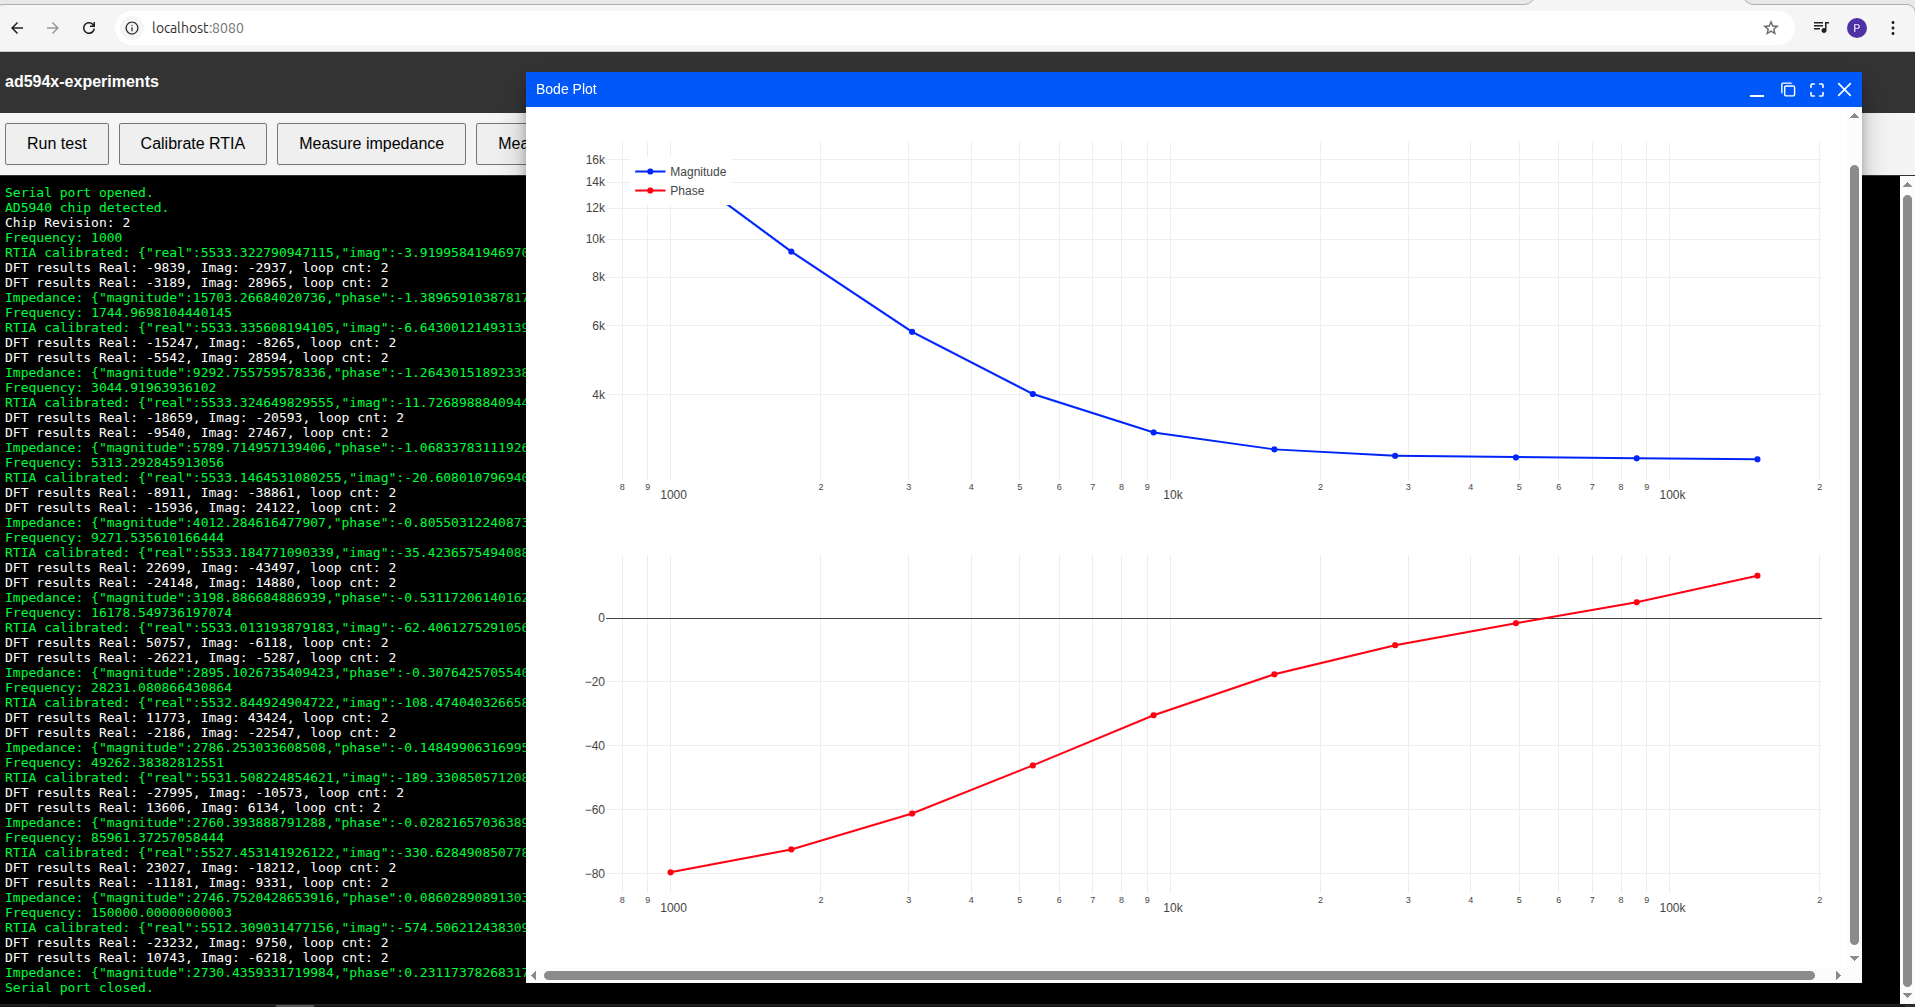 localhost:8080
P
ad594x-experiments
Bode Plot
Run test
Calibrate RTIA
Measure impedance
Mea
Serial port opened.
AD5940 chip detected.
Chip Revision: 2
Frequency: 1000
RTIA calibrated: {"real":5533.322790947115,"imag":-3.91995841946970
DFT results Real: -9839, Imag: -2937, loop cnt: 2
DFT results Real: -3189, Imag: 28965, loop cnt: 2
Impedance: {"magnitude":15703.26684020736,"phase":-1.38965910387817
Frequency: 1744.9698104440145
RTIA calibrated: {"real":5533.335608194105,"imag":-6.64300121493139
DFT results Real: -15247, Imag: -8265, loop cnt: 2
DFT results Real: -5542, Imag: 28594, loop cnt: 2
Impedance: {"magnitude":9292.755759578336,"phase":-1.26430151892338
Frequency: 3044.91963936102
RTIA calibrated: {"real":5533.324649829555,"imag":-11.7268988840944
DFT results Real: -18659, Imag: -20593, loop cnt: 2
DFT results Real: -9540, Imag: 27467, loop cnt: 2
Impedance: {"magnitude":5789.714957139406,"phase":-1.06833783111926
Frequency: 5313.292845913056
RTIA calibrated: {"real":5533.1464531080255,"imag":-20.608010796940
DFT results Real: -8911, Imag: -38861, loop cnt: 2
DFT results Real: -15936, Imag: 24122, loop cnt: 2
Impedance: {"magnitude":4012.284616477907,"phase":-0.80550312240873
Frequency: 9271.535610166444
RTIA calibrated: {"real":5533.184771090339,"imag":-35.4236575494088
DFT results Real: 22699, Imag: -43497, loop cnt: 2
DFT results Real: -24148, Imag: 14880, loop cnt: 2
Impedance: {"magnitude":3198.886684886939,"phase":-0.53117206140162
Frequency: 16178.549736197074
RTIA calibrated: {"real":5533.013193879183,"imag":-62.4061275291056
DFT results Real: 50757, Imag: -6118, loop cnt: 2
DFT results Real: -26221, Imag: -5287, loop cnt: 2
Impedance: {"magnitude":2895.1026735409423,"phase":-0.3076425705540
Frequency: 28231.080866430864
RTIA calibrated: {"real":5532.844924904722,"imag":-108.474040326658
DFT results Real: 11773, Imag: 43424, loop cnt: 2
DFT results Real: -2186, Imag: -22547, loop cnt: 2
Impedance: {"magnitude":2786.253033608508,"phase":-0.14849906316995
Frequency: 49262.38382812551
RTIA calibrated: {"real":5531.508224854621,"imag":-189.330850571208
DFT results Real: -27995, Imag: -10573, loop cnt: 2
DFT results Real: 13606, Imag: 6134, loop cnt: 2
Impedance: {"magnitude":2760.393888791288,"phase":-0.02821657036389
Frequency: 85961.37257058444
RTIA calibrated: {"real":5527.453141926122,"imag":-330.628490850778
DFT results Real: 23027, Imag: -18212, loop cnt: 2
DFT results Real: -11181, Imag: 9331, loop cnt: 2
Impedance: {"magnitude":2746.7520428653916,"phase":0.08602890891303
Frequency: 150000.00000000003
RTIA calibrated: {"real":5512.309031477156,"imag":-574.506212438309
DFT results Real: -23232, Imag: 9750, loop cnt: 2
DFT results Real: 10743, Imag: -6218, loop cnt: 2
Impedance: {"magnitude":2730.4359331719984,"phase":0.23117378268317
Serial port closed.
16k
14k
12k
10k
8k
6k
4k
Magnitude
Phase
8 9 1000 2 3 4 5 6 7 8 9 10k 2 3 4 5 6 7 8 9 100k 2
0
−20
−40
−60
−80
8 9 1000 2 3 4 5 6 7 8 9 10k 2 3 4 5 6 7 8 9 100k 2